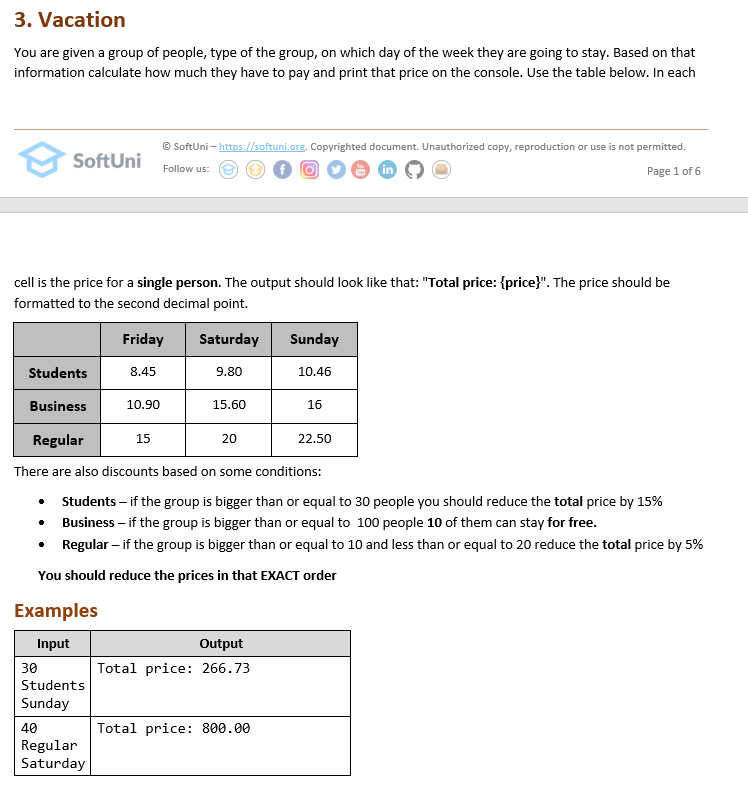 3. Vacation
You are given a group of people, type of the group, on which day of the week they are going to stay. Based on that
information calculate how much they have to pay and print that price on the console. Use the table below. In each
SoftUni
© SoftUni – https://softuni.org. Copyrighted document. Unauthorized copy, reproduction or use is not permitted.
Follow us:
Page 1 of 6
cell is the price for a single person. The output should look like that: "Total price: {price}". The price should be
formatted to the second decimal point.
Friday Saturday Sunday
Students 8.45 9.80 10.46
Business 10.90 15.60 16
Regular 15 20 22.50
There are also discounts based on some conditions:
• Students – if the group is bigger than or equal to 30 people you should reduce the total price by 15%
• Business – if the group is bigger than or equal to 100 people 10 of them can stay for free.
• Regular – if the group is bigger than or equal to 10 and less than or equal to 20 reduce the total price by 5%
You should reduce the prices in that EXACT order
Examples
Input Output
30 Total price: 266.73
Students
Sunday
40 Total price: 800.00
Regular
Saturday